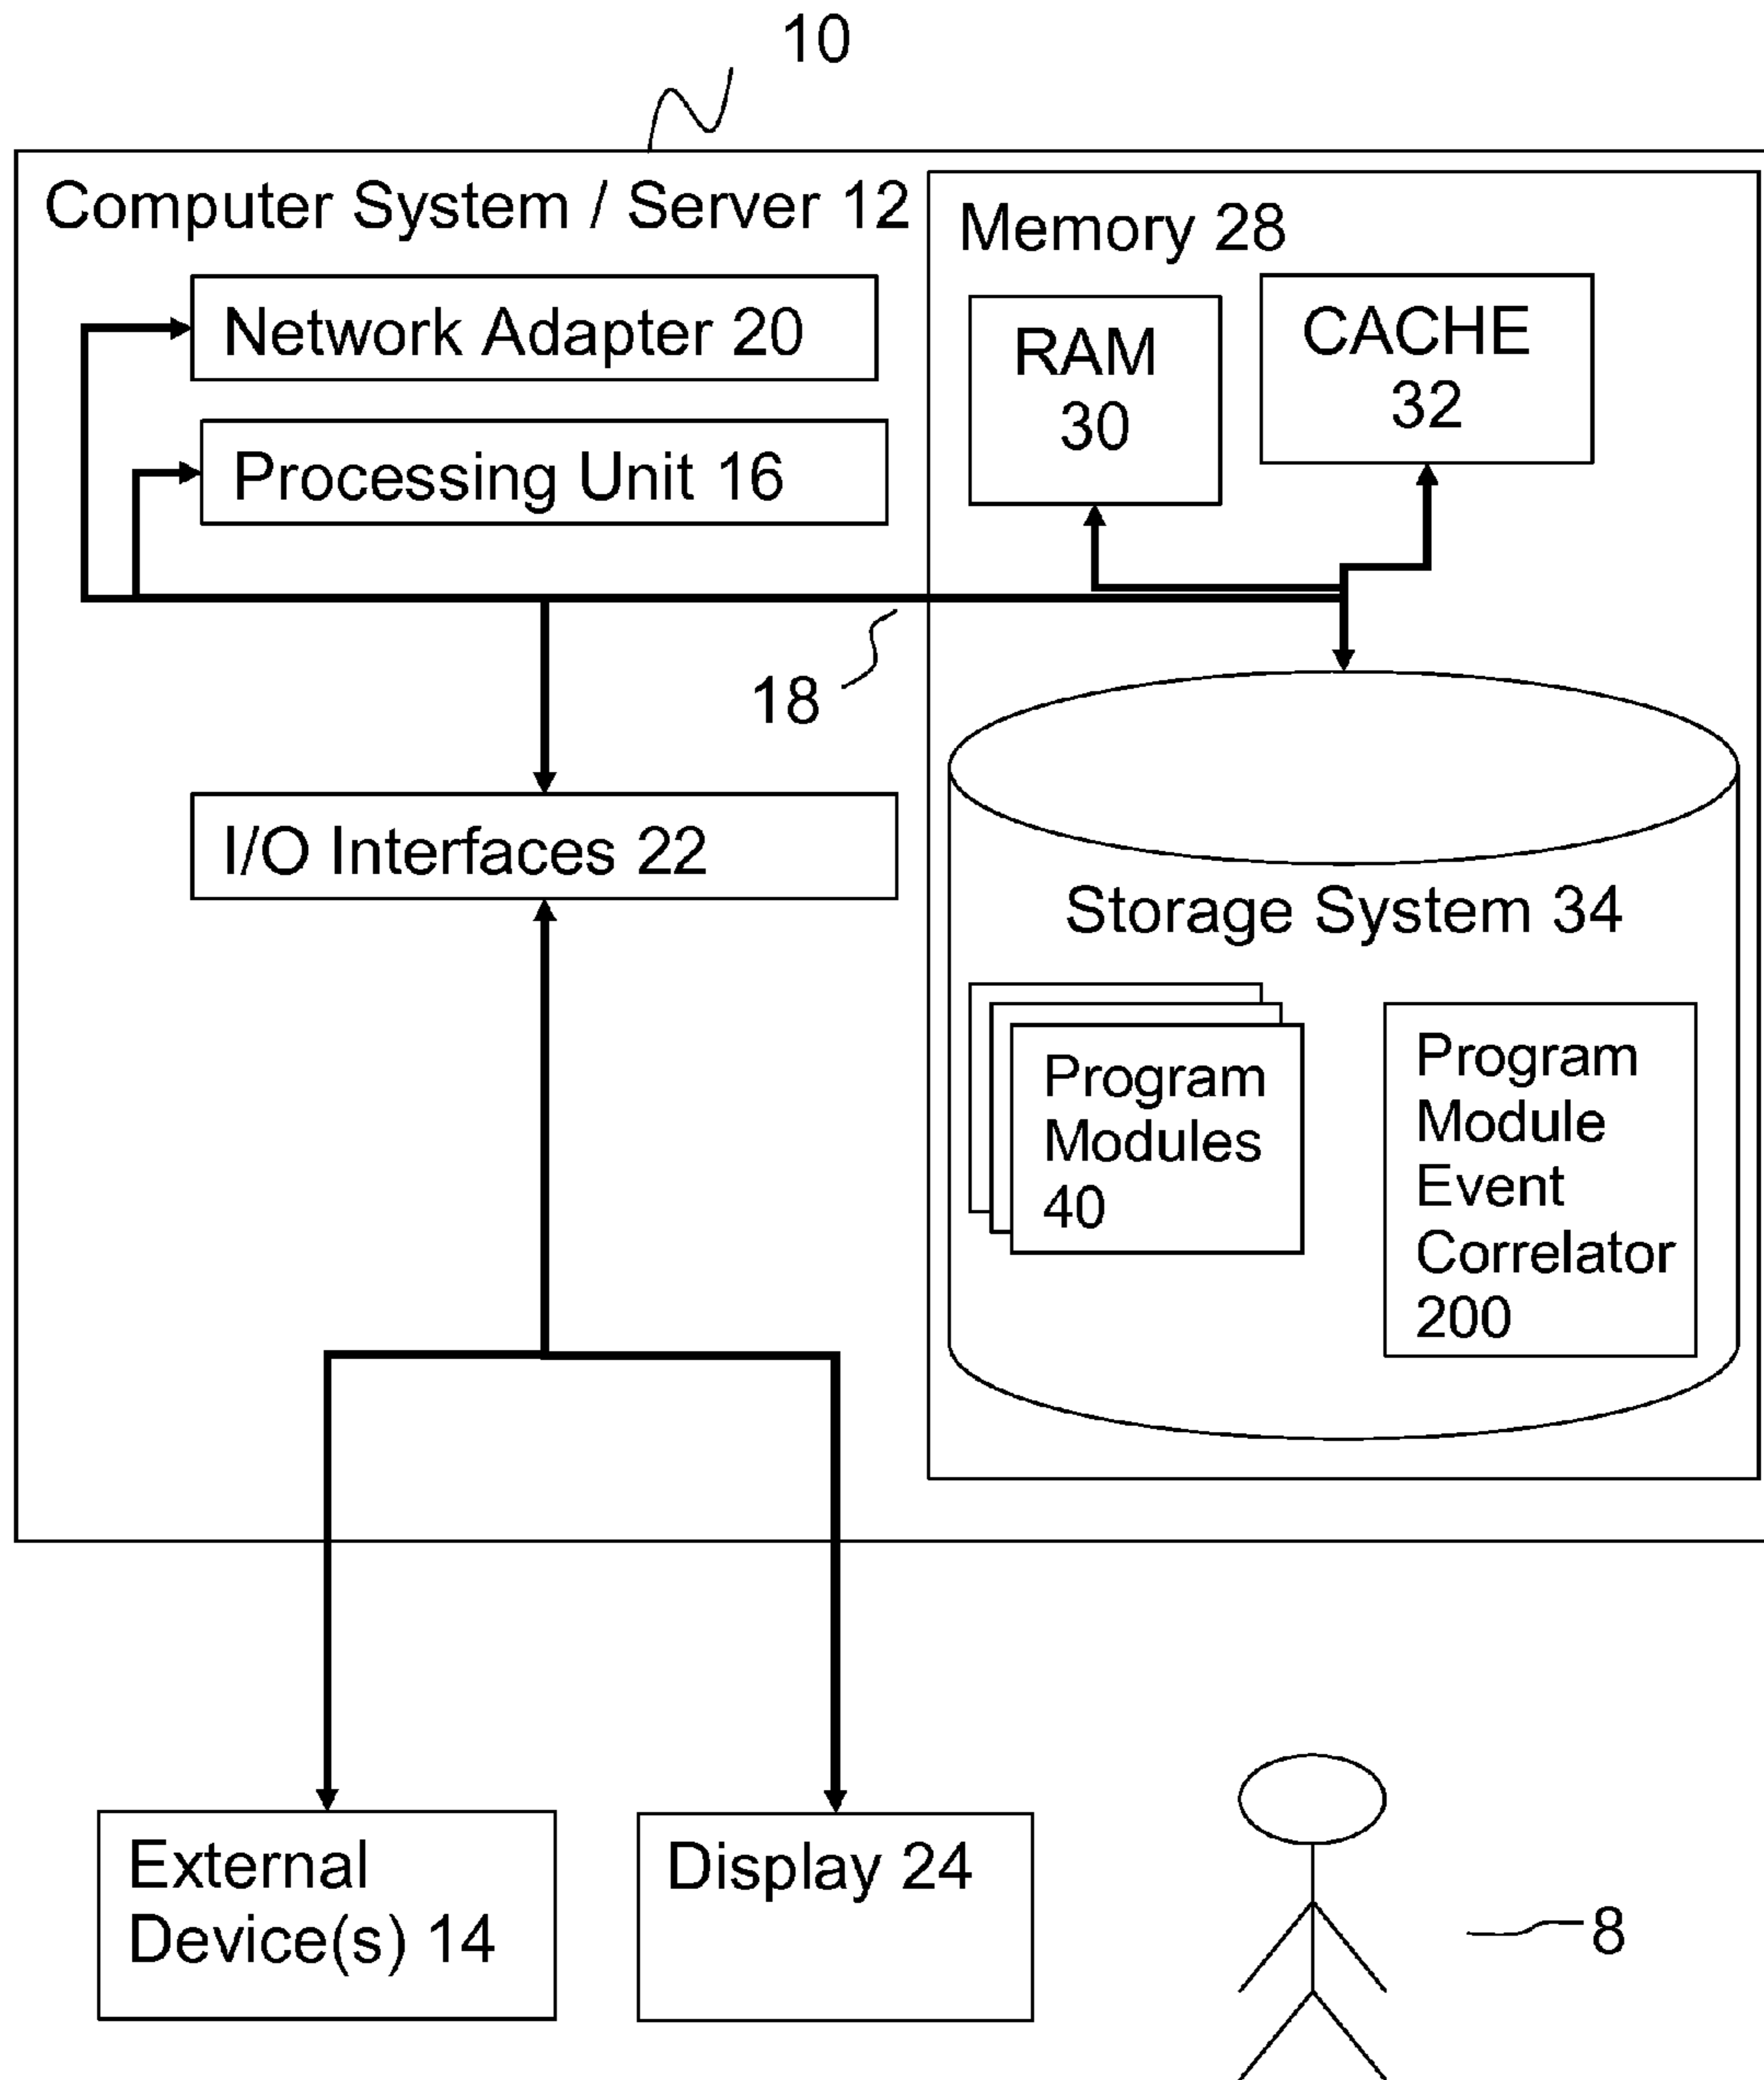 10
Computer System / Server 12
Memory 28
Network Adapter 20
RAM
30
CACHE
32
Processing Unit 16
18
I/O Interfaces 22
Storage System 34
Program
Modules
40
Program
Module
Event
Correlator
200
External
Device(s) 14
Display 24
8